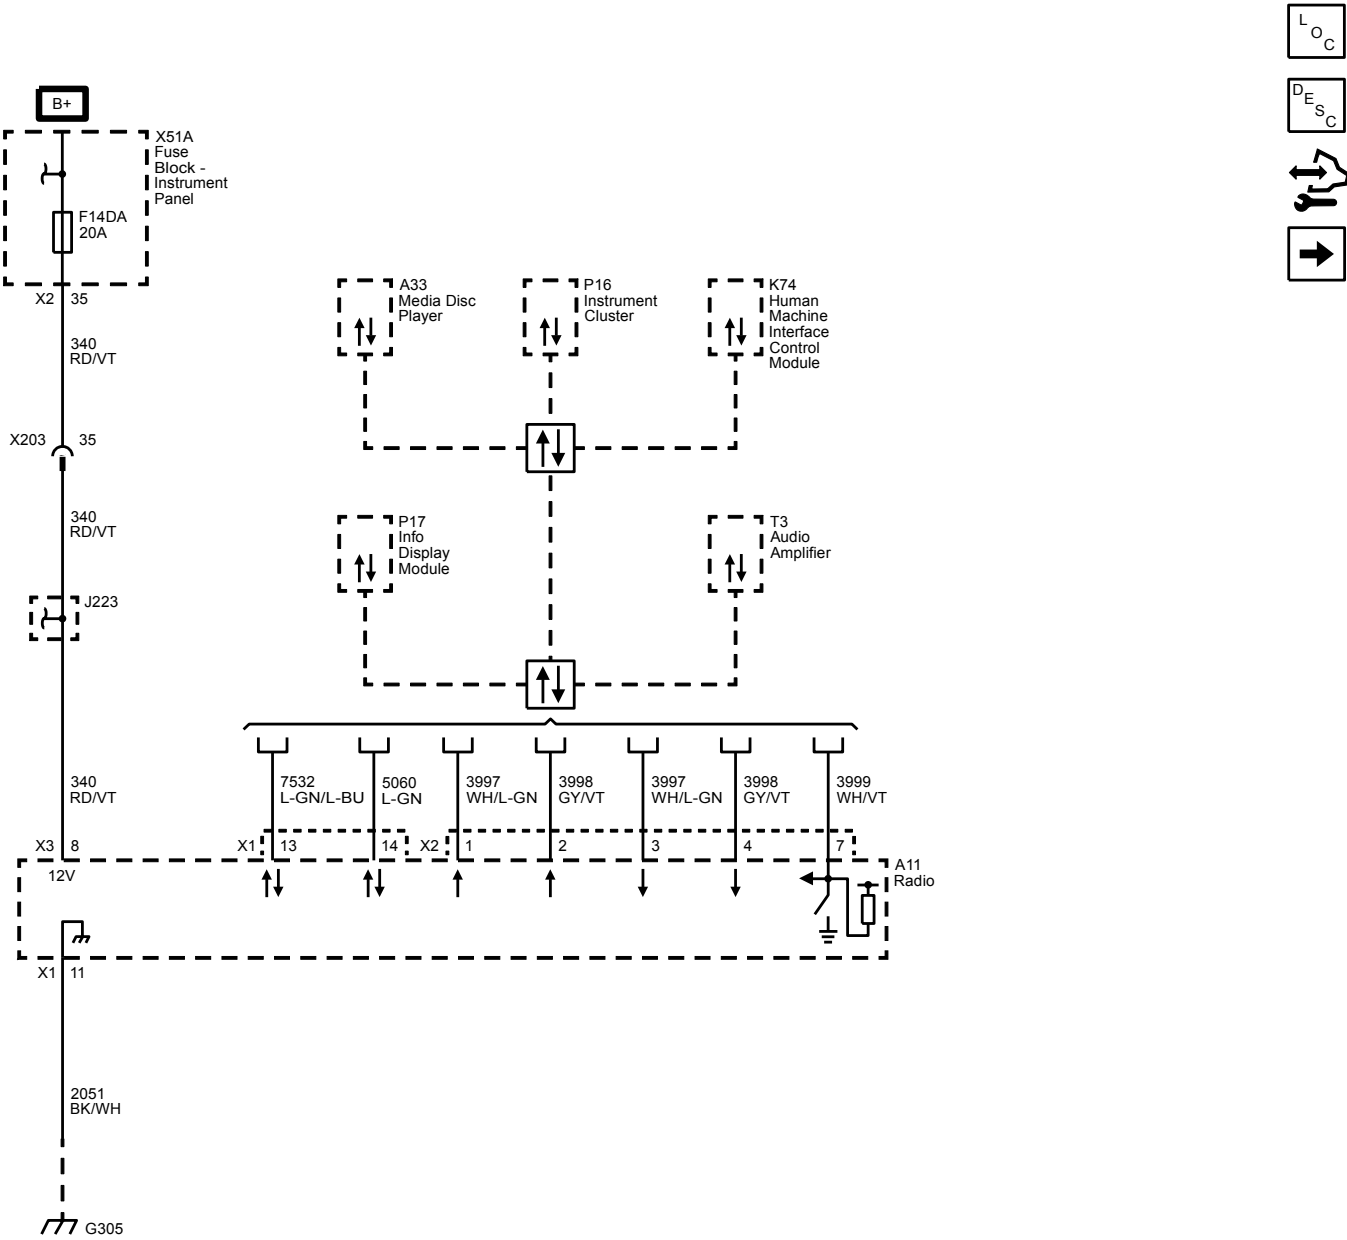 L
O
C
D
E
S
C
B+
X51A
Fuse
Block -
Instrument
Panel
F14DA
20A
X2 35
340
RD/VT
A33
Media Disc
Player
P16
Instrument
Cluster
K74
Human
Machine
Interface
Control
Module
X203 35
340
RD/VT
P17
Info
Display
Module
T3
Audio
Amplifier
J223
340
RD/VT
7532
L-GN/L-BU
5060
L-GN
3997
WH/L-GN
3998
GY/VT
3997
WH/L-GN
3998
GY/VT
3999
WH/VT
X3 8
X1 13 14 X2 1 2 3 4 7
12V
A11
Radio
X1 11
2051
BK/WH
G305